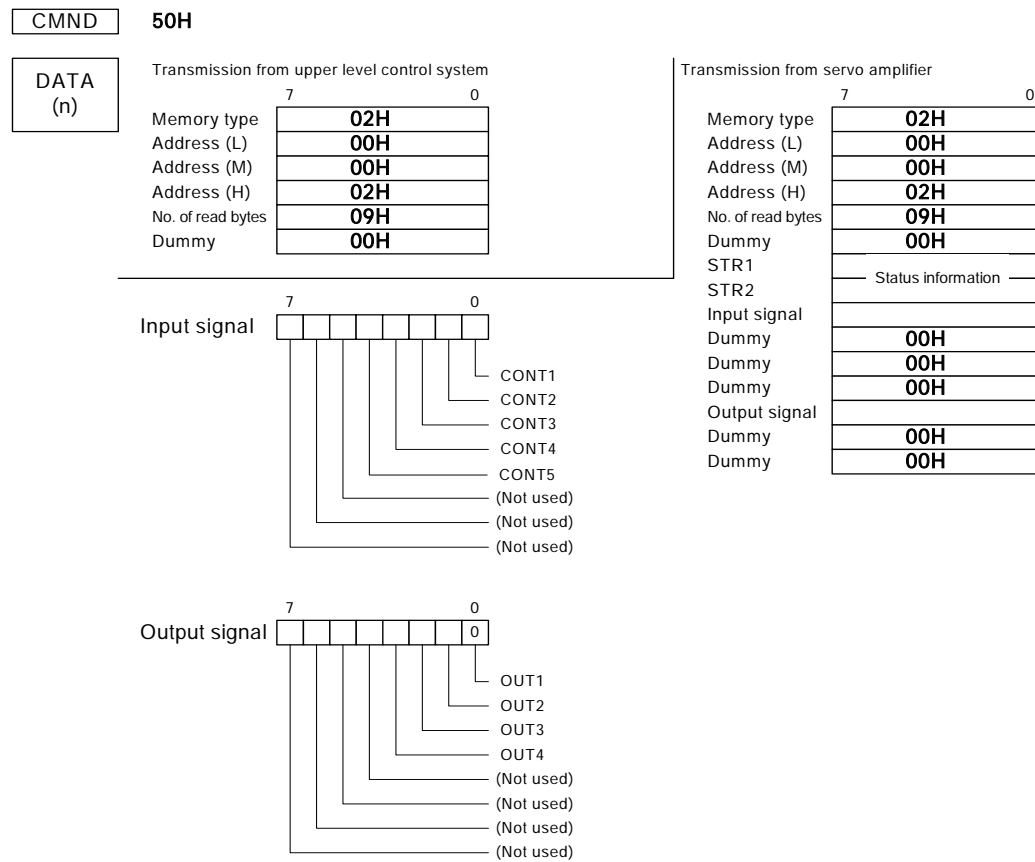 CMND 50H
DATA
(n)
Transmission from upper level control system
7 0
Memory type 02H
Address (L) 00H
Address (M) 00H
Address (H) 02H
No. of read bytes 09H
Dummy 00H
Transmission from servo amplifier
7 0
Memory type 02H
Address (L) 00H
Address (M) 00H
Address (H) 02H
No. of read bytes 09H
Dummy 00H
STR1
Status information
STR2
Input signal
Dummy 00H
Dummy 00H
Dummy 00H
Output signal
Dummy 00H
Dummy 00H
7 0
Input signal
CONT1
CONT2
CONT3
CONT4
CONT5
(Not used)
(Not used)
(Not used)
7 0
Output signal 0
OUT1
OUT2
OUT3
OUT4
(Not used)
(Not used)
(Not used)
(Not used)